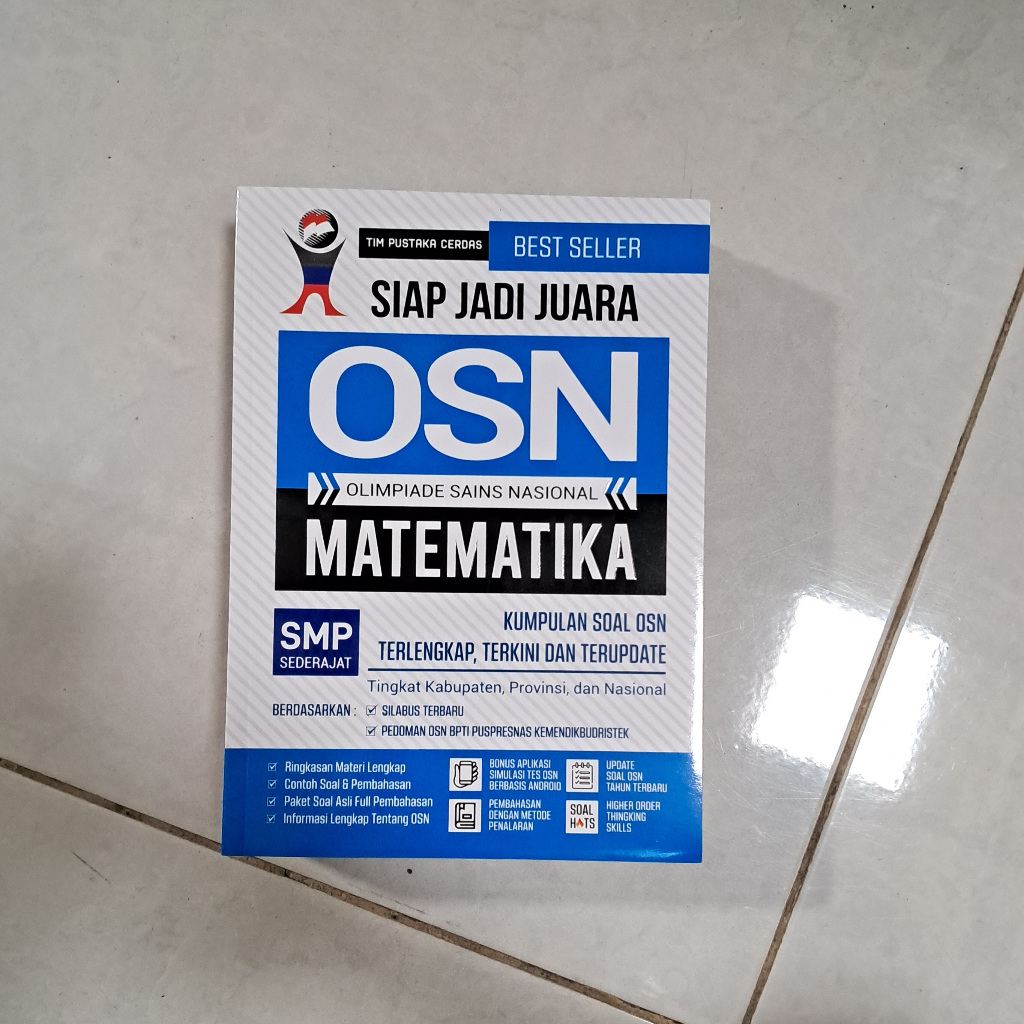 TIM PUSTAKA CERDAS
BEST SELLER
SIAP JADI JUARA
OSN
OLIMPIADE SAINS NASIONAL
MATEMATIKA
SMP
SEDERAJAT
KUMPULAN SOAL OSN
TERLENGKAP, TERKINI DAN TERUPDATE
Tingkat Kabupaten, Provinsi, dan Nasional
BERDASARKAN :
SILABUS TERBARU
PEDOMAN OSN BPTI PUSPRESNAS KEMENDIKBUDRISTEK
Ringkasan Materi Lengkap
Contoh Soal & Pembahasan
Paket Soal Asli Full Pembahasan
Informasi Lengkap Tentang OSN
BONUS APLIKASI
SIMULASI TES OSN
BERBASIS ANDROID
PEMBAHASAN
DENGAN METODE
PENALARAN
UPDATE
SOAL OSN
TAHUN TERBARU
SOAL
HOTS
HIGHER ORDER
THINGKING
SKILLS